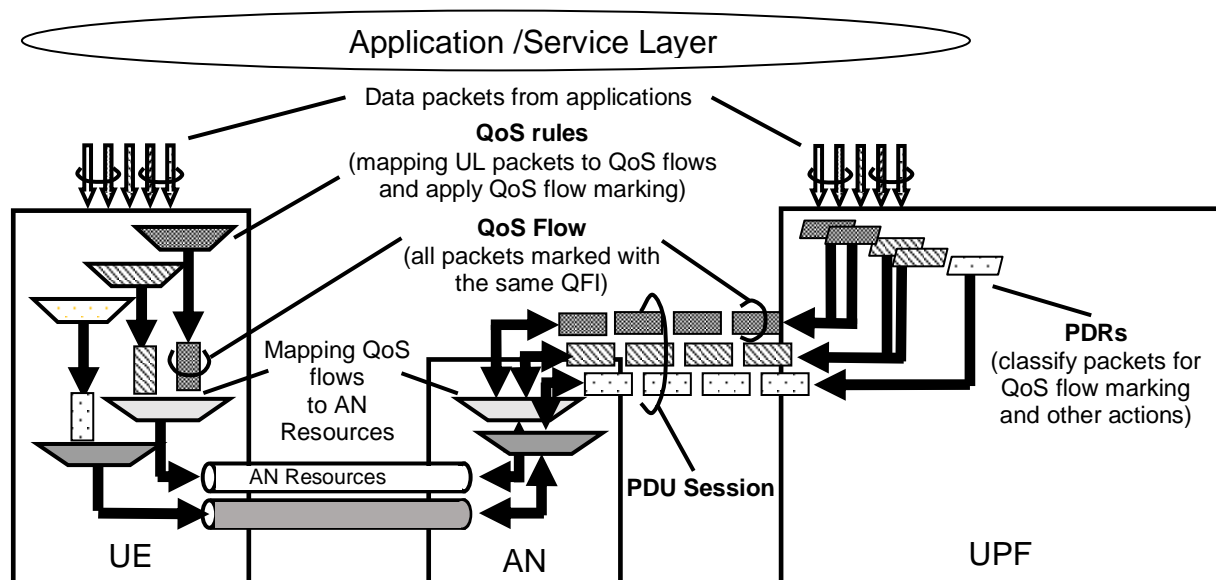 Application /Service Layer
Data packets from applications
QoS rules
(mapping UL packets to QoS flows
and apply QoS flow marking)
QoS Flow
(all packets marked with
the same QFI)
Mapping QoS
flows
to AN
Resources
PDRs
(classify packets for
QoS flow marking
and other actions)
AN Resources
PDU Session
UE
AN
UPF